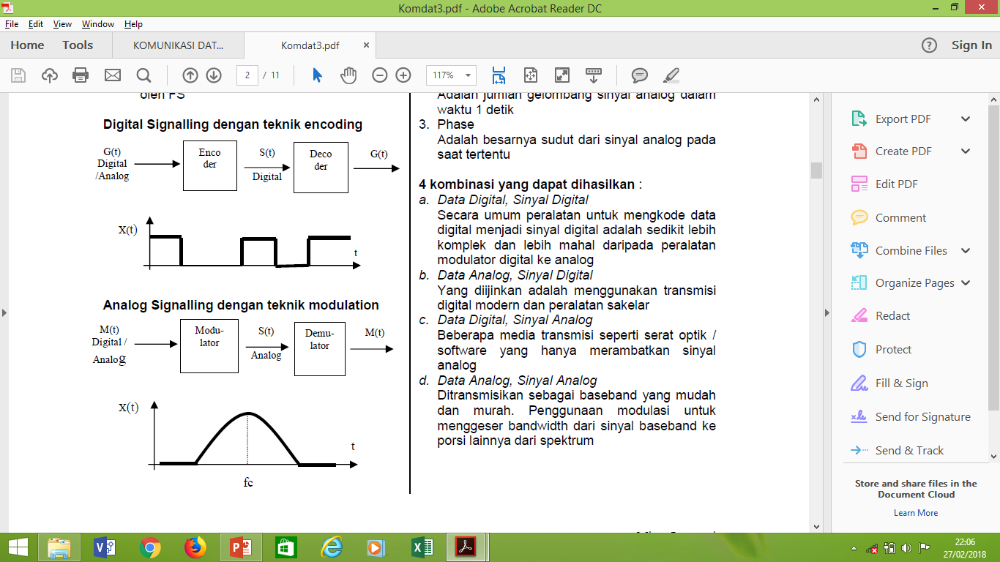 Komdat3.pdf - Adobe Acrobat Reader DC
File Edit View Window Help
Home Tools KOMUNIKASI DAT... Komdat3.pdf × Sign In
2 / 11 117%
oleh FS
Digital Signalling dengan teknik encoding
G(t)
Digital
/Analog
Enco
der
S(t)
Digital
Deco
der
G(t)
X(t)
t
Analog Signalling dengan teknik modulation
M(t)
Digital /
Analog
Modu-
lator
S(t)
Analog
Demu-
lator
M(t)
X(t)
t
fc
Adalah jumlah gelombang sinyal analog dalam
waktu 1 detik
3. Phase
Adalah besarnya sudut dari sinyal analog pada
saat tertentu
4 kombinasi yang dapat dihasilkan :
a. Data Digital, Sinyal Digital
Secara umum peralatan untuk mengkode data
digital menjadi sinyal digital adalah sedikit lebih
komplek dan lebih mahal daripada peralatan
modulator digital ke analog
b. Data Analog, Sinyal Digital
Yang diijinkan adalah menggunakan transmisi
digital modern dan peralatan sakelar
c. Data Digital, Sinyal Analog
Beberapa media transmisi seperti serat optik /
software yang hanya merambatkan sinyal
analog
d. Data Analog, Sinyal Analog
Ditransmisikan sebagai baseband yang mudah
dan murah. Penggunaan modulasi untuk
menggeser bandwidth dari sinyal baseband ke
porsi lainnya dari spektrum
Export PDF
Create PDF
Edit PDF
Comment
Combine Files
Organize Pages
Redact
Protect
Fill & Sign
Send for Signature
Send & Track
Store and share files in the
Document Cloud
Learn More
22:06
27/02/2018